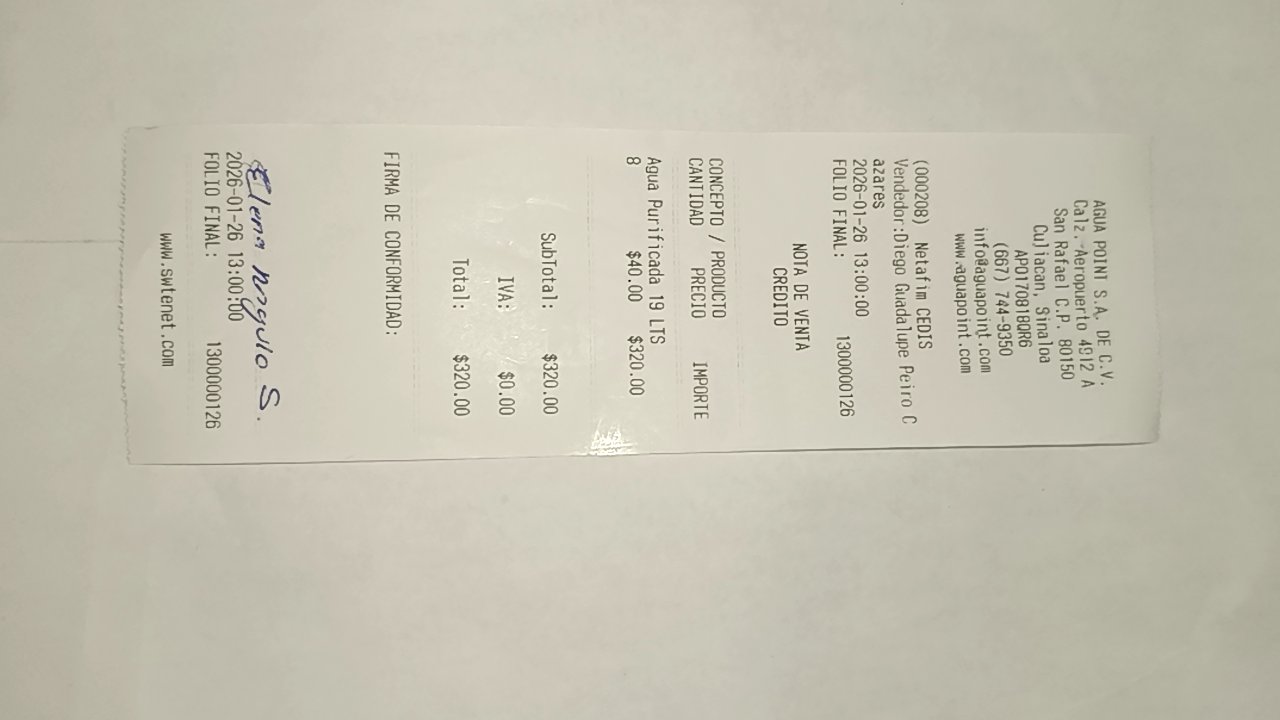 AGUA POINT S.A. DE C.V.
Calz. Aeropuerto 4912 A
San Rafael C.P. 80150
Culiacan, Sinaloa
APO170818QR6
(667) 744-9350
info@aguapoint.com
www.aguapoint.com
(000208) Netafim CEDIS
Vendedor:Diego Guadalupe Peiro C
azares
2026-01-26 13:00:00
FOLIO FINAL: 1300000126
NOTA DE VENTA
CREDITO
CONCEPTO / PRODUCTO
CANTIDAD PRECIO IMPORTE
Agua Purificada 19 LTS
8 $40.00 $320.00
SubTotal: $320.00
IVA: $0.00
Total: $320.00
FIRMA DE CONFORMIDAD:
Elena Angulo S.
2026-01-26 13:00:00
FOLIO FINAL: 1300000126
www.swtenet.com